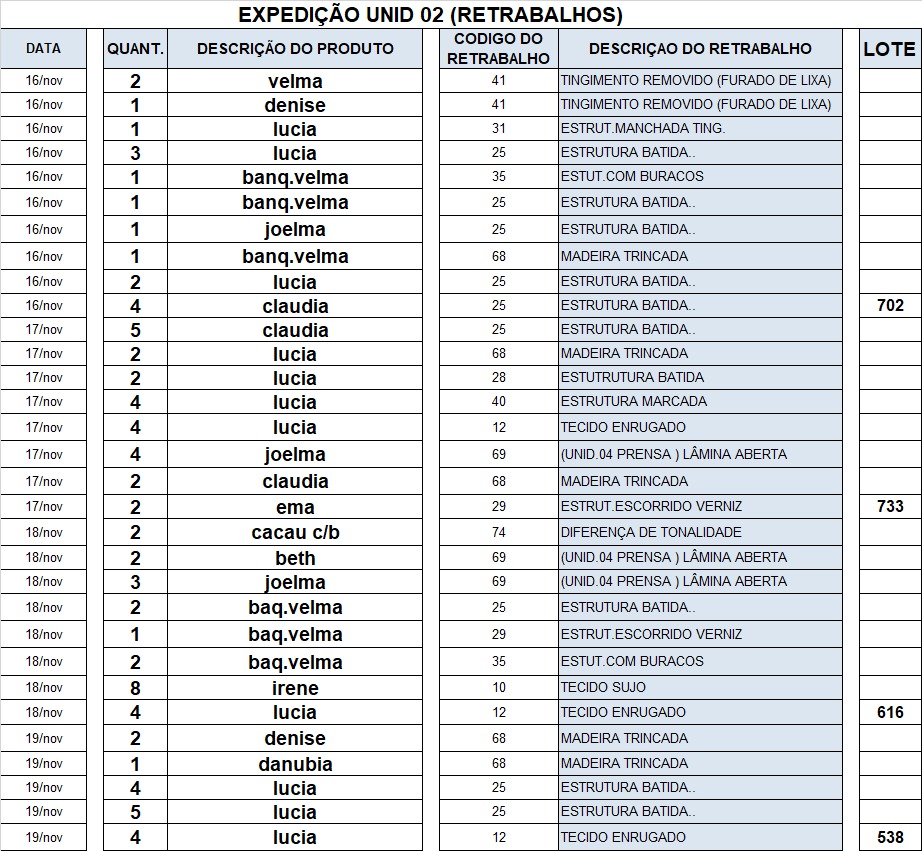 EXPEDIÇÃO UNID 02 (RETRABALHOS)
DATA QUANT. DESCRIÇÃO DO PRODUTO CODIGO DO RETRABALHO DESCRIÇAO DO RETRABALHO LOTE
16/nov 2 velma 41 TINGIMENTO REMOVIDO (FURADO DE LIXA)
16/nov 1 denise 41 TINGIMENTO REMOVIDO (FURADO DE LIXA)
16/nov 1 lucia 31 ESTRUT.MANCHADA TING.
16/nov 3 lucia 25 ESTRUTURA BATIDA..
16/nov 1 banq.velma 35 ESTUT.COM BURACOS
16/nov 1 banq.velma 25 ESTRUTURA BATIDA..
16/nov 1 joelma 25 ESTRUTURA BATIDA..
16/nov 1 banq.velma 68 MADEIRA TRINCADA
16/nov 2 lucia 25 ESTRUTURA BATIDA..
16/nov 4 claudia 25 ESTRUTURA BATIDA.. 702
17/nov 5 claudia 25 ESTRUTURA BATIDA..
17/nov 2 lucia 68 MADEIRA TRINCADA
17/nov 2 lucia 28 ESTUTRUTURA BATIDA
17/nov 4 lucia 40 ESTRUTURA MARCADA
17/nov 4 lucia 12 TECIDO ENRUGADO
17/nov 4 joelma 69 (UNID.04 PRENSA ) LÂMINA ABERTA
17/nov 2 claudia 68 MADEIRA TRINCADA
17/nov 2 ema 29 ESTRUT.ESCORRIDO VERNIZ 733
18/nov 2 cacau c/b 74 DIFERENÇA DE TONALIDADE
18/nov 2 beth 69 (UNID.04 PRENSA ) LÂMINA ABERTA
18/nov 3 joelma 69 (UNID.04 PRENSA ) LÂMINA ABERTA
18/nov 2 baq.velma 25 ESTRUTURA BATIDA..
18/nov 1 baq.velma 29 ESTRUT.ESCORRIDO VERNIZ
18/nov 2 baq.velma 35 ESTUT.COM BURACOS
18/nov 8 irene 10 TECIDO SUJO
18/nov 4 lucia 12 TECIDO ENRUGADO 616
19/nov 2 denise 68 MADEIRA TRINCADA
19/nov 1 danubia 68 MADEIRA TRINCADA
19/nov 4 lucia 25 ESTRUTURA BATIDA..
19/nov 5 lucia 25 ESTRUTURA BATIDA..
19/nov 4 lucia 12 TECIDO ENRUGADO 538